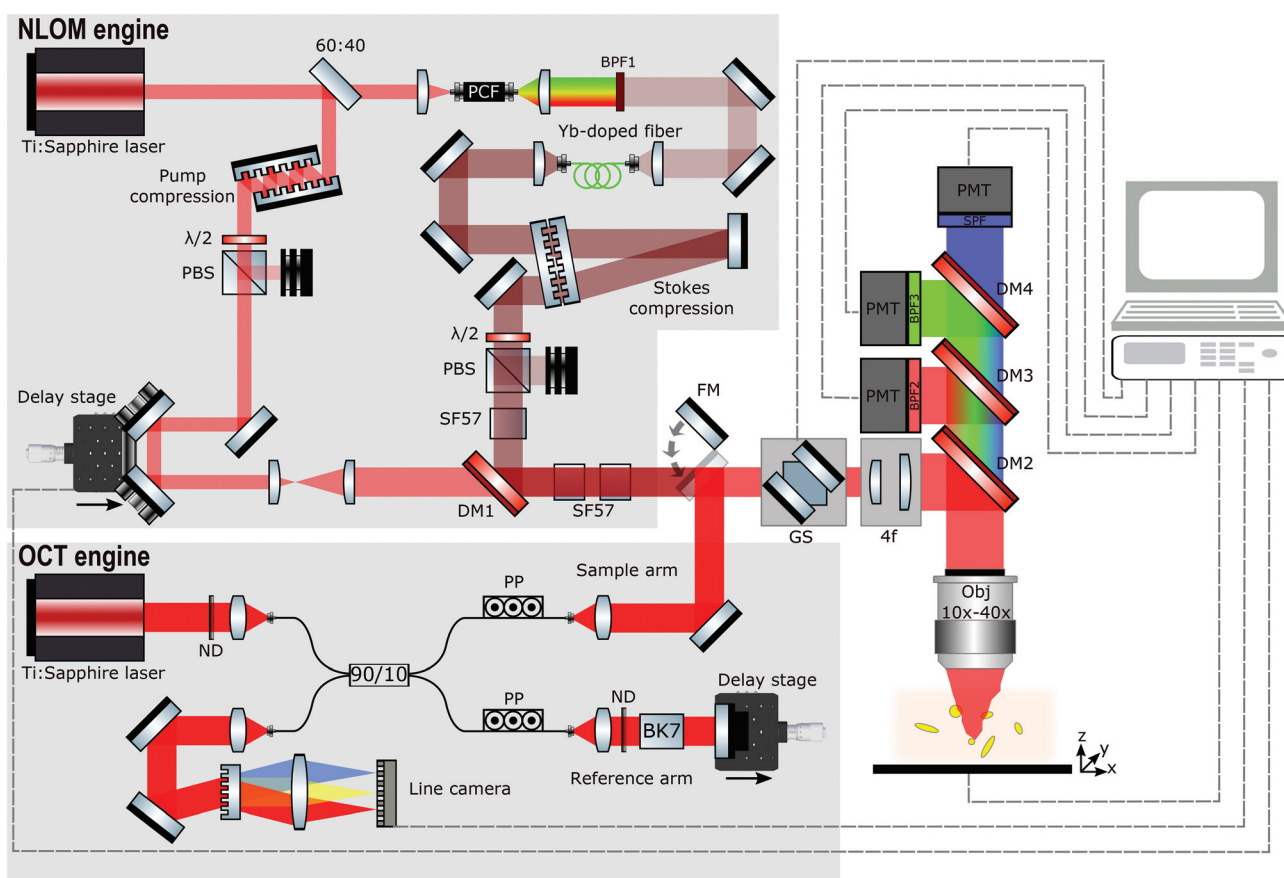 NLOM engine
60:40
BPF1
PCF
Ti:Sapphire laser
Yb-doped fiber
Pump
compression
PMT
SPF
λ/2
PBS
Stokes
compression
DM4
PMT
BPF3
λ/2
PBS
DM3
PMT
BPF2
Delay stage
FM
SF57
DM2
DM1
SF57
GS
4f
OCT engine
Sample arm
PP
Obj
10x-40x
ND
Ti:Sapphire laser
90/10
PP
ND
Delay stage
BK7
z
y
x
Reference arm
Line camera